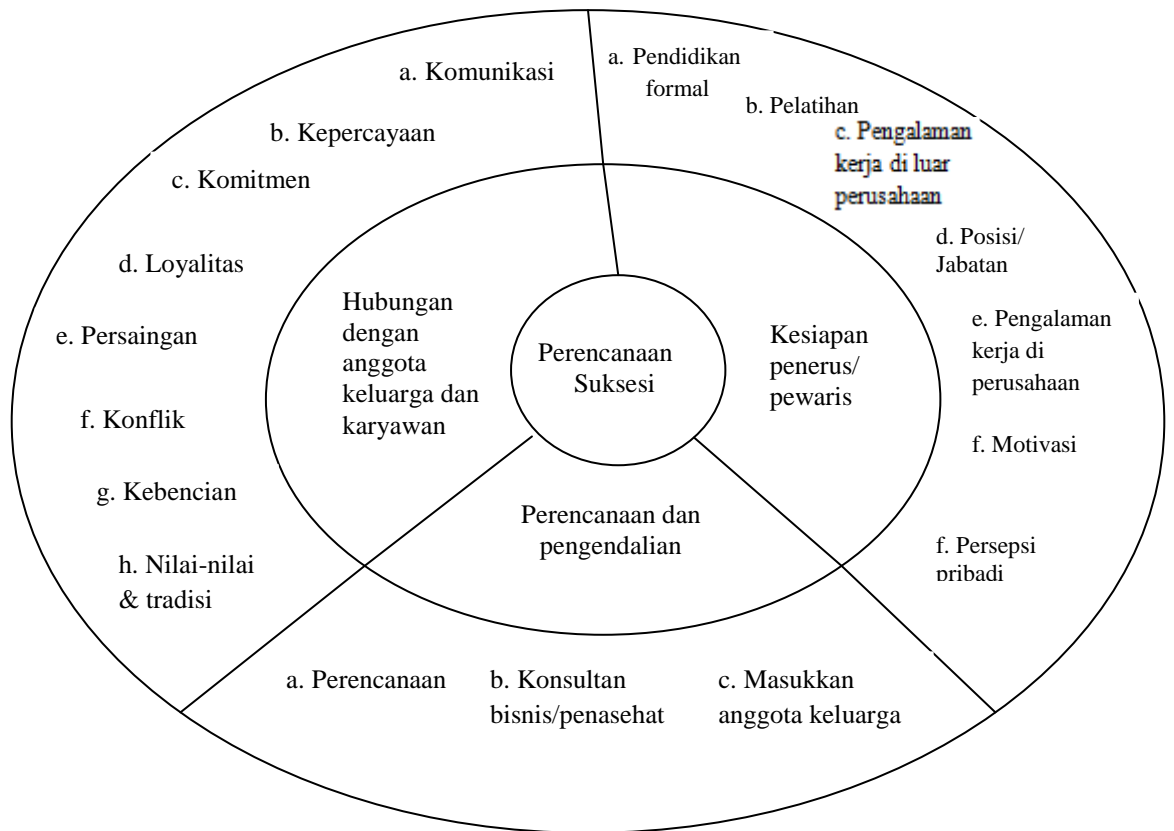 a. Komunikasi
b. Kepercayaan
c. Komitmen
d. Loyalitas
e. Persaingan
f. Konflik
g. Kebencian
h. Nilai-nilai
& tradisi
a. Pendidikan
formal
b. Pelatihan
c. Pengalaman
kerja di luar
perusahaan
d. Posisi/
Jabatan
e. Pengalaman
kerja di
perusahaan
f. Motivasi
f. Persepsi
pribadi
Hubungan
dengan
anggota
keluarga dan
karyawan
Perencanaan
Suksesi
Kesiapan
penerus/
pewaris
Perencanaan dan
pengendalian
a. Perencanaan
b. Konsultan
bisnis/penasehat
c. Masukkan
anggota keluarga